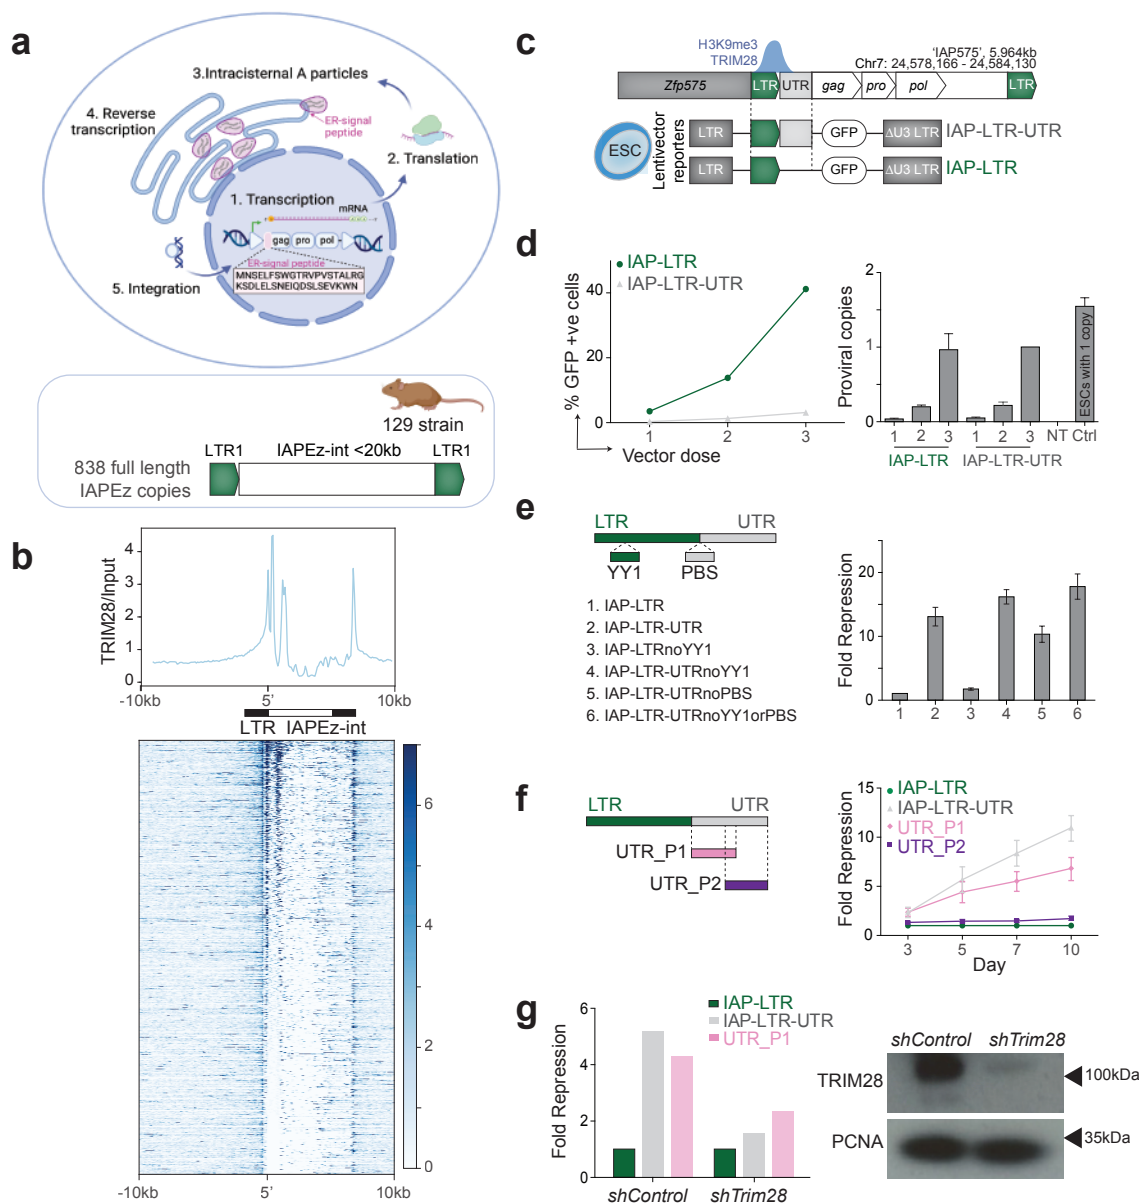 a
3.Intracisternal A particles
4. Reverse
transcription
ER-signal
peptide
2. Translation
1. Transcription
mRNA
gag pro pol
ER-signal peptide
MNSELFSWGTRVPVSTALRG
KSDLELSNEIQDSLSEVKWN
5. Integration
129 strain
LTR1 IAPEz-int <20kb LTR1
838 full length
IAPEz copies
b
TRIM28/Input
4
3
2
1
0
-10kb 5' 10kb
LTR IAPEz-int
6
4
2
0
-10kb 5' 10kb
c
H3K9me3
TRIM28
'IAP575', 5.964kb
Chr7: 24,578,166 - 24,584,130
Zfp575 LTR UTR gag pro pol LTR
ESC
Lentivector
reporters
LTR GFP ΔU3 LTR IAP-LTR-UTR
LTR GFP ΔU3 LTR IAP-LTR
d
IAP-LTR
IAP-LTR-UTR
% GFP +ve cells
40
20
0
1 2 3
Vector dose
Proviral copies
2
1
0
ESCs with 1 copy
1 2 3 1 2 3 NT Ctrl
IAP-LTR IAP-LTR-UTR
e
LTR UTR
YY1 PBS
1. IAP-LTR
2. IAP-LTR-UTR
3. IAP-LTRnoYY1
4. IAP-LTR-UTRnoYY1
5. IAP-LTR-UTRnoPBS
6. IAP-LTR-UTRnoYY1orPBS
Fold Repression
25
20
15
10
5
0
1 2 3 4 5 6
f
LTR UTR
UTR_P1
UTR_P2
IAP-LTR
IAP-LTR-UTR
UTR_P1
UTR_P2
Fold Repression
15
10
5
0
3 5 7 10
Day
g
IAP-LTR
IAP-LTR-UTR
UTR_P1
Fold Repression
6
4
2
0
shControl shTrim28
shControl shTrim28
TRIM28
100kDa
PCNA
35kDa